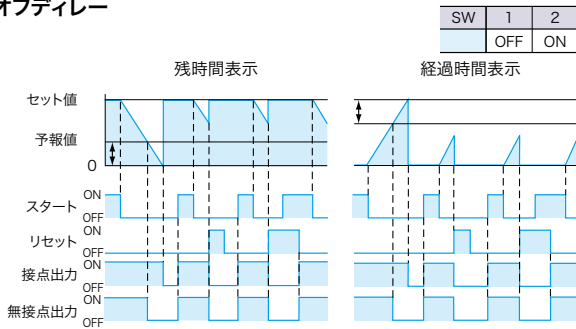 オフディレー
SW 1 2
OFF ON
残時間表示 経過時間表示
セット値
予報値
0
スタート ON
OFF
リセット ON
OFF
接点出力 ON
OFF
無接点出力 ON
OFF